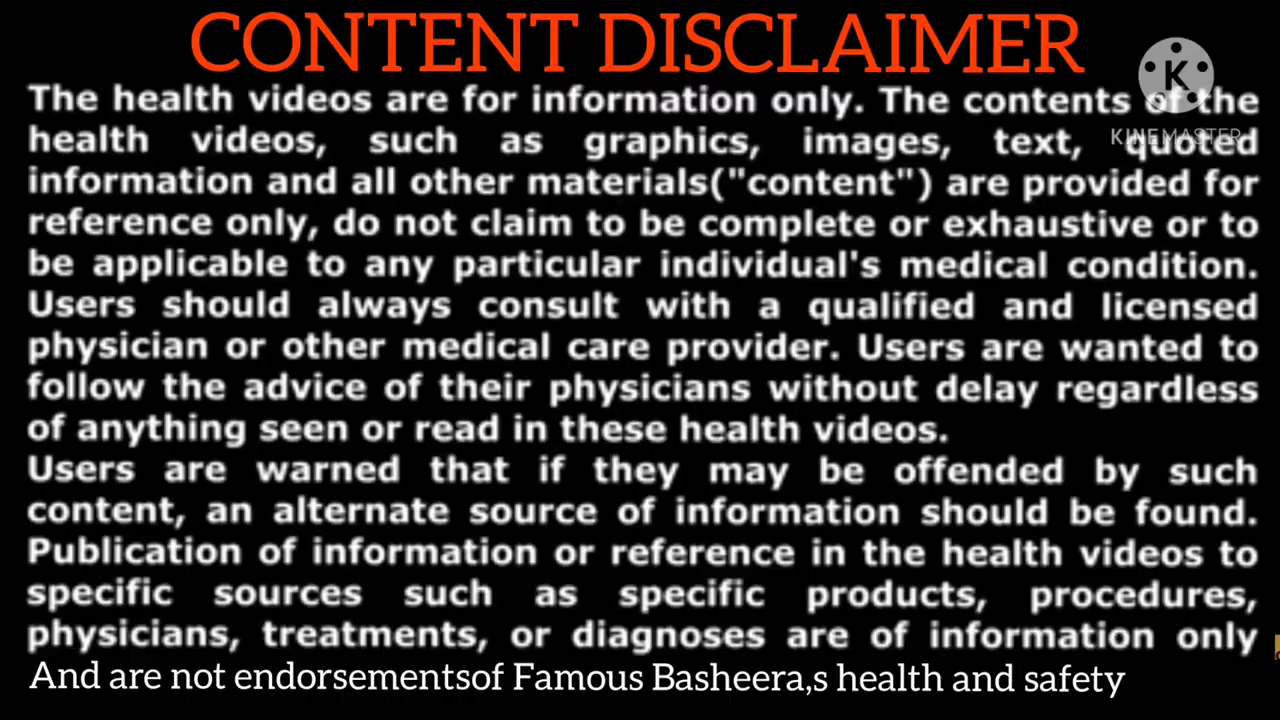 CONTENT DISCLAIMER
K
KINEMASTER
The health videos are for information only. The contents of the
health videos, such as graphics, images, text, quoted
information and all other materials("content") are provided for
reference only, do not claim to be complete or exhaustive or to
be applicable to any particular individual's medical condition.
Users should always consult with a qualified and licensed
physician or other medical care provider. Users are wanted to
follow the advice of their physicians without delay regardless
of anything seen or read in these health videos.
Users are warned that if they may be offended by such
content, an alternate source of information should be found.
Publication of information or reference in the health videos to
specific sources such as specific products, procedures,
physicians, treatments, or diagnoses are of information only
And are not endorsementsof Famous Basheera,s health and safety